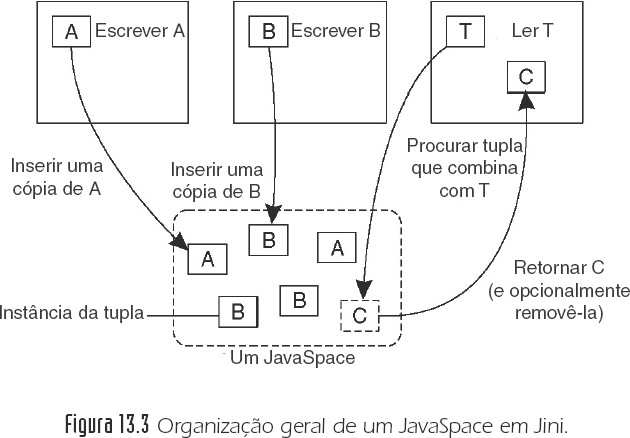 A Escrever A
B Escrever B
T Ler T
C
Inserir uma
cópia de A
Inserir uma
cópia de B
Procurar tupla
que combina
com T
A
B
A
B
B
C
Instância da tupla
Retornar C
(e opcionalmente
removê-la)
Um JavaSpace
Figura 13.3 Organização geral de um JavaSpace em Jini.